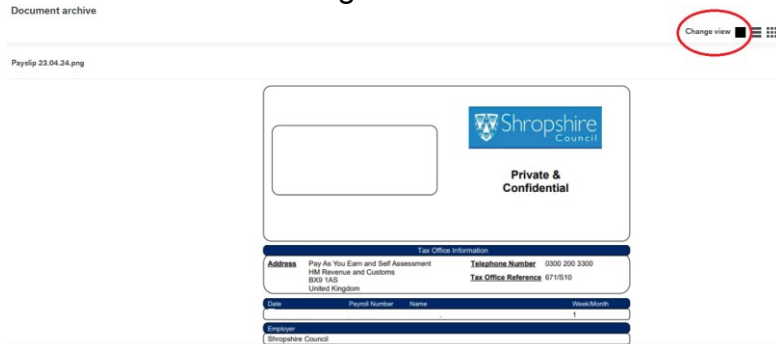 Document archive
Change view
Payslip 23.04.24.png
Shropshire
Council
Private &
Confidential
Tax Office Information
Address Pay As You Earn and Self Assessment Telephone Number 0300 200 3300
HM Revenue and Customs
BX9 1AS Tax Office Reference 671/S10
United Kingdom
Date Payroll Number Name Week/Month
1
Employer
Shropshire Council